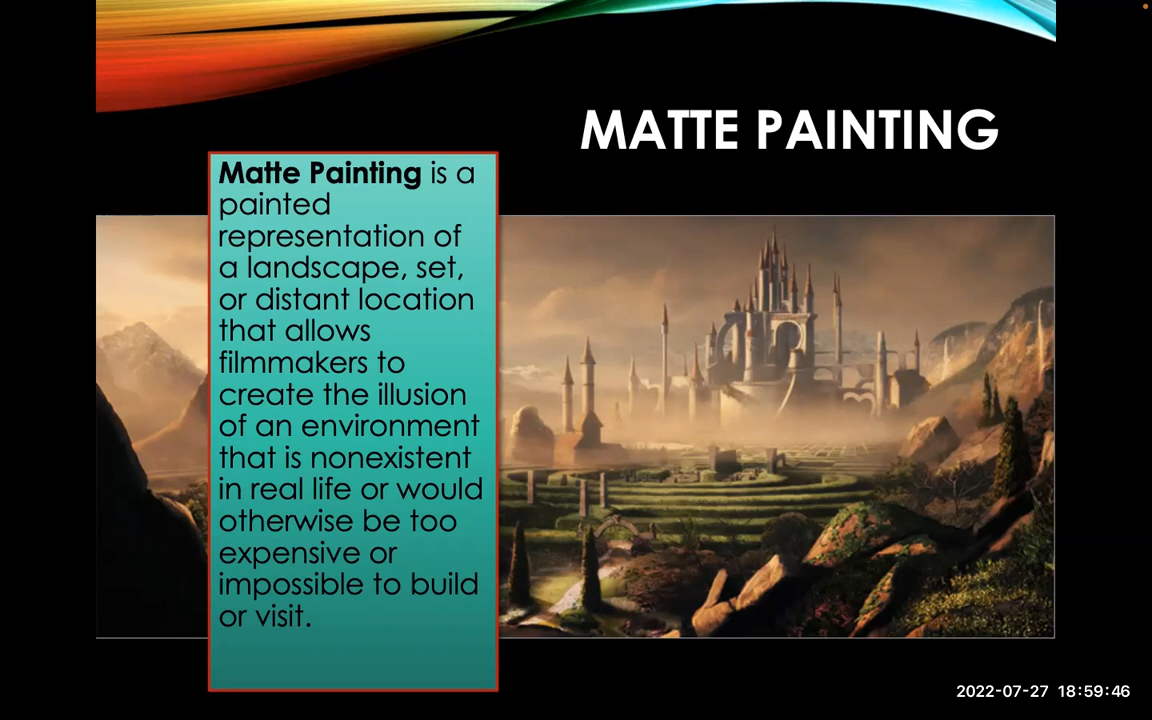 MATTE PAINTING
Matte Painting is a
painted
representation of
a landscape, set,
or distant location
that allows
filmmakers to
create the illusion
of an environment
that is nonexistent
in real life or would
otherwise be too
expensive or
impossible to build
or visit.
2022-07-27 18:59:46